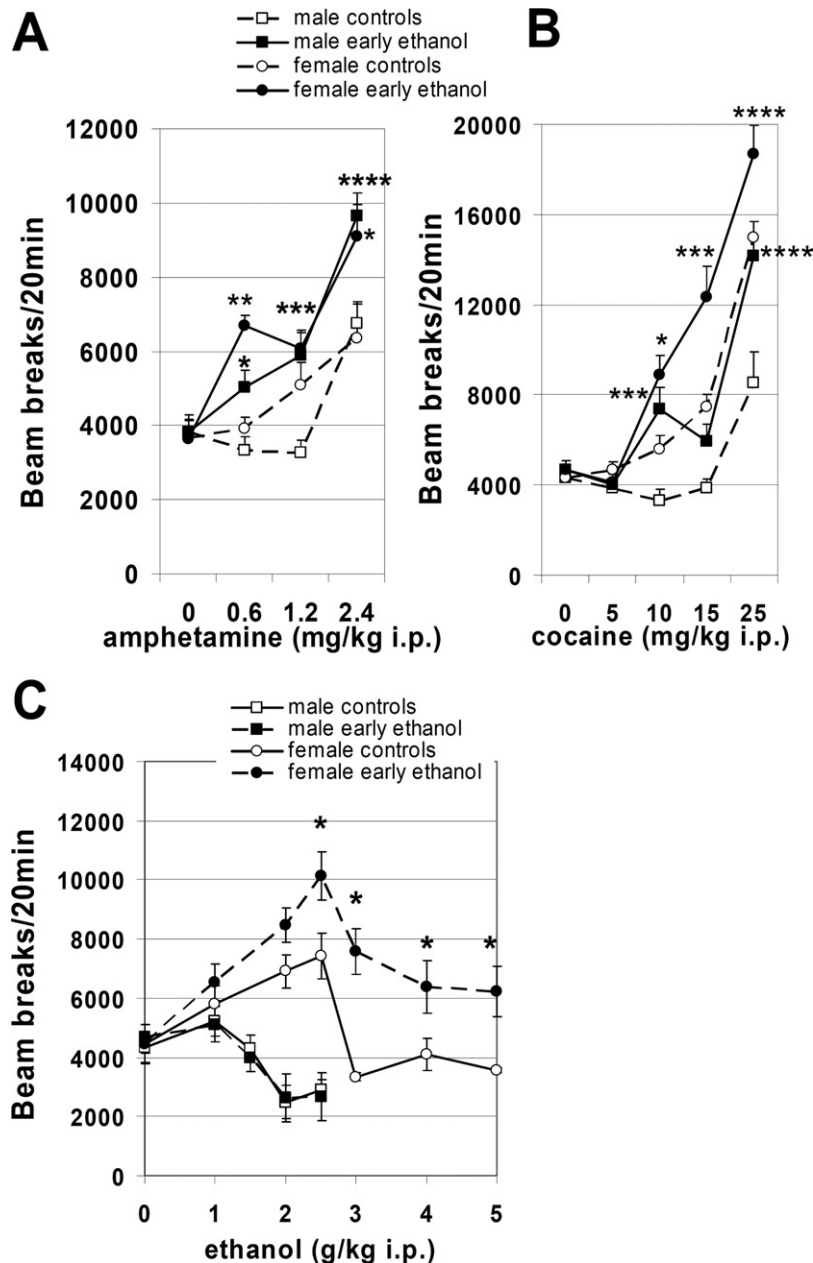 A
male controls
male early ethanol
female controls
female early ethanol
B
12000
10000
8000
6000
4000
2000
0
Beam breaks/20min
**
*
***
****
*
0 0.6 1.2 2.4
amphetamine (mg/kg i.p.)
20000
16000
12000
8000
4000
0
Beam breaks/20min
***
*
***
****
****
0 5 10 15 25
cocaine (mg/kg i.p.)
C
male controls
male early ethanol
female controls
female early ethanol
14000
12000
10000
8000
6000
4000
2000
0
Beam breaks/20min
*
*
*
*
0 1 2 3 4 5
ethanol (g/kg i.p.)